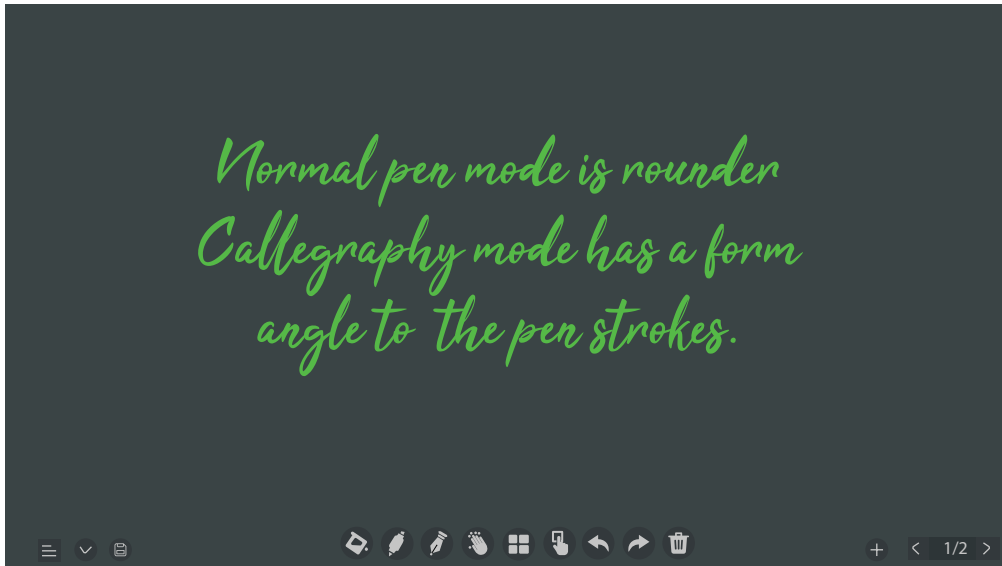 Normal pen mode is rounder
Callegraphy mode has a form
angle to the pen strokes.
1/2